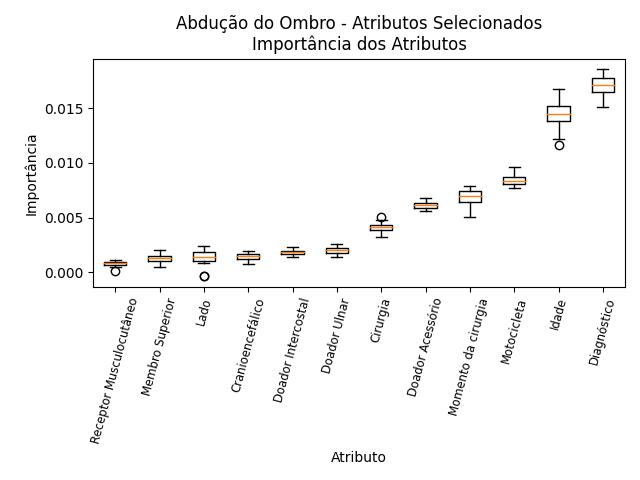 Abdução do Ombro - Atributos Selecionados
Importância dos Atributos
Importância
0.015
0.010
0.005
0.000
Receptor Musculocutâneo
Membro Superior
Lado
Cranioencefálico
Doador Intercostal
Doador Ulnar
Cirurgia
Doador Acessório
Momento da cirurgia
Motocicleta
Idade
Diagnóstico
Atributo